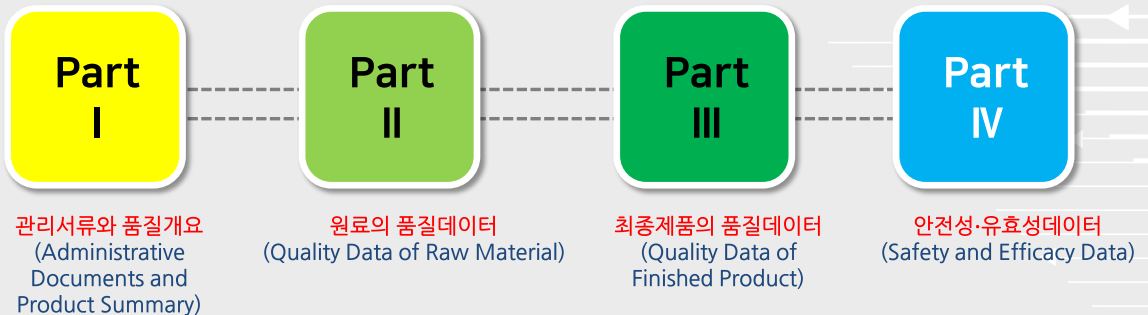 Part
I
관리서류와 품질개요
(Administrative
Documents and
Product Summary)
Part
II
원료의 품질데이터
(Quality Data of Raw Material)
Part
III
최종제품의 품질데이터
(Quality Data of
Finished Product)
Part
IV
안전성·유효성데이터
(Safety and Efficacy Data)